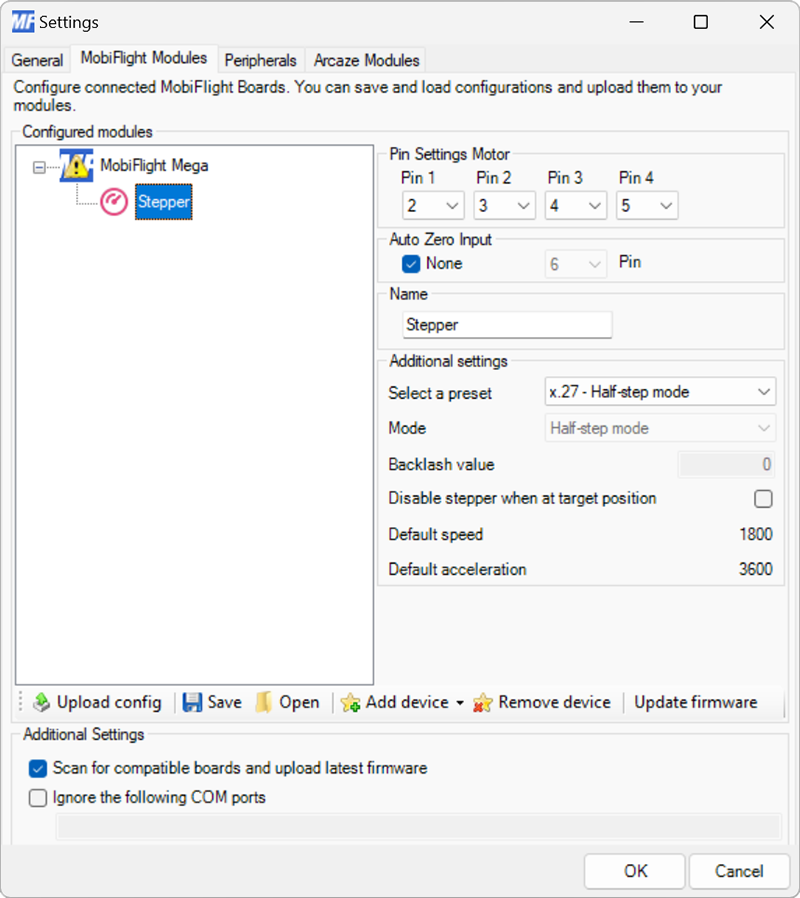 MF Settings
General MobiFlight Modules Peripherals Arcaze Modules
Configure connected MobiFlight Boards. You can save and load configurations and upload them to your
modules.
Configured modules
MobiFlight Mega
Stepper
Pin Settings Motor
Pin 1 Pin 2 Pin 3 Pin 4
2 3 4 5
Auto Zero Input
None 6 Pin
Name
Stepper
Additional settings
Select a preset x.27 - Half-step mode
Mode Half-step mode
Backlash value 0
Disable stepper when at target position
Default speed 1800
Default acceleration 3600
Upload config Save Open Add device Remove device Update firmware
Additional Settings
Scan for compatible boards and upload latest firmware
Ignore the following COM ports
OK Cancel